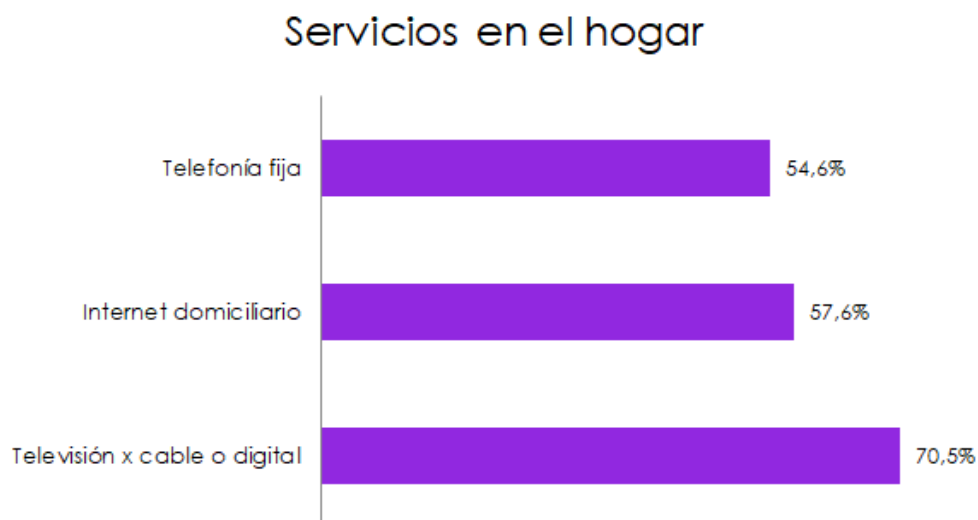 Servicios en el hogar
Telefonía fija
54,6%
Internet domiciliario
57,6%
Televisión x cable o digital
70,5%